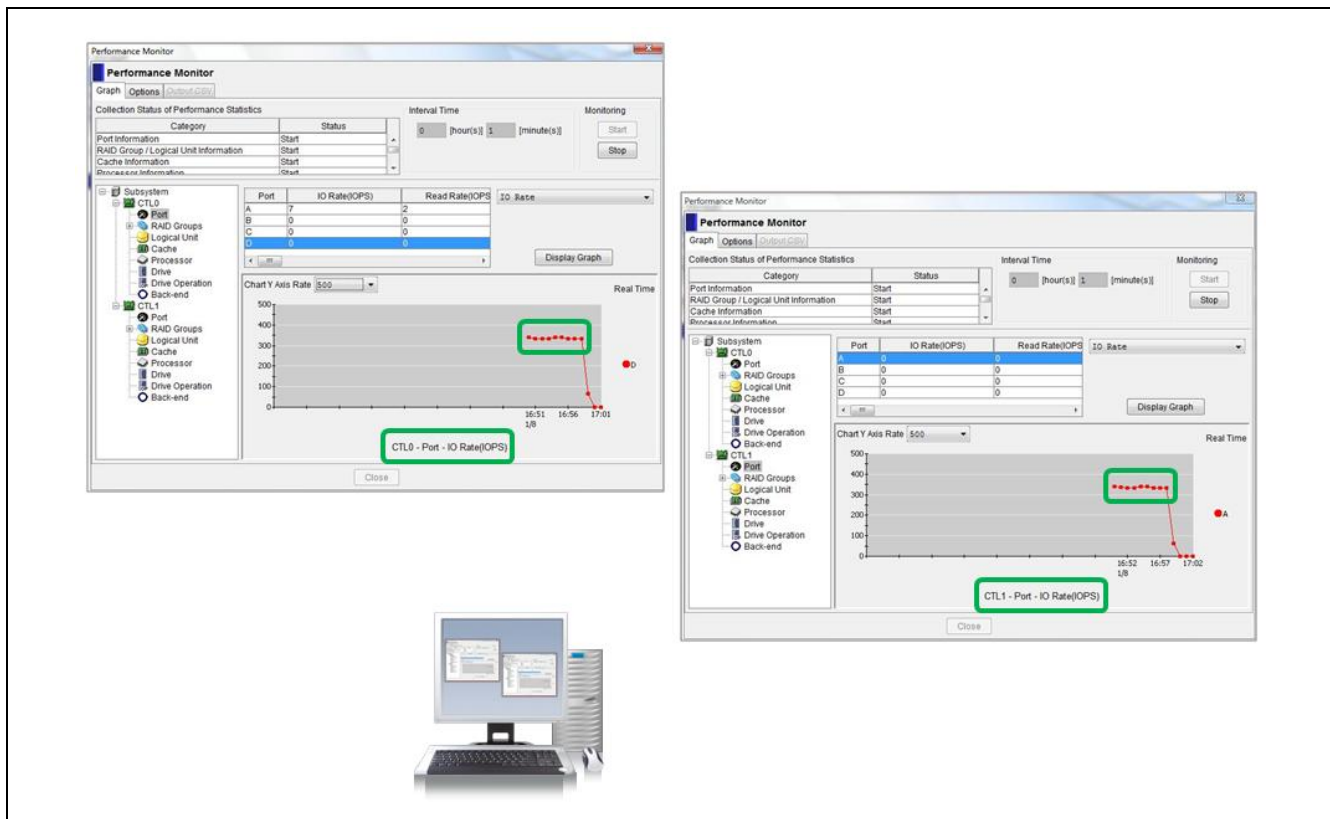 Performance Monitor
Performance Monitor
Graph Options Output CSV
Collection Status of Performance Statistics
Category Status
Port Information Start
RAID Group / Logical Unit Information Start
Cache Information Start
Processor Information Start
Interval Time
0 [hour(s)] 1 [minute(s)]
Monitoring
Start
Stop
Subsystem
CTL0
Port
RAID Groups
Logical Unit
Cache
Processor
Drive
Drive Operation
Back-end
CTL1
Port
RAID Groups
Logical Unit
Cache
Processor
Drive
Drive Operation
Back-end
Port IO Rate(IOPS) Read Rate(IOPS
A 7 2
B 0 0
C 0 0
D 0 0
IO Rate
Display Graph
Chart Y Axis Rate 500
Real Time
500
400
300
200
100
0
16:51 16:56 17:01
1/8
D
CTL0 - Port - IO Rate(IOPS)
Close
Performance Monitor
Performance Monitor
Graph Options Output CSV
Collection Status of Performance Statistics
Category Status
Port Information Start
RAID Group / Logical Unit Information Start
Cache Information Start
Processor Information Start
Interval Time
0 [hour(s)] 1 [minute(s)]
Monitoring
Start
Stop
Subsystem
CTL0
Port
RAID Groups
Logical Unit
Cache
Processor
Drive
Drive Operation
Back-end
CTL1
Port
RAID Groups
Logical Unit
Cache
Processor
Drive
Drive Operation
Back-end
Port IO Rate(IOPS) Read Rate(IOPS
A 0 0
B 0 0
C 0 0
D 0 0
IO Rate
Display Graph
Chart Y Axis Rate 500
Real Time
500
400
300
200
100
0
16:52 16:57 17:02
1/8
A
CTL1 - Port - IO Rate(IOPS)
Close